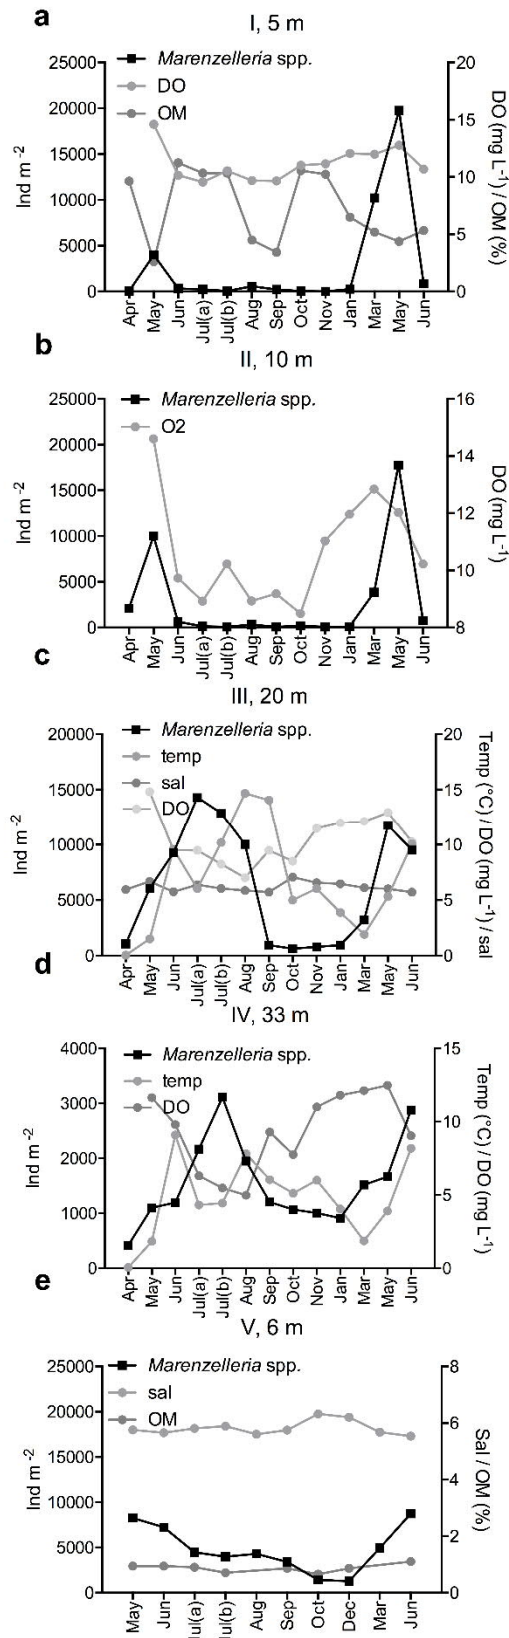 a
I, 5 m
Marenzelleria spp.
DO
OM
Ind m-2
25000
20000
15000
10000
5000
0
DO (mg L-1) / OM (%)
20
15
10
5
0
Apr May Jun Jul(a) Jul(b) Aug Sep Oct Nov Jan Mar May Jun
b
II, 10 m
Marenzelleria spp.
O2
Ind m-2
25000
20000
15000
10000
5000
0
DO (mg L-1)
16
14
12
10
8
Apr May Jun Jul(a) Jul(b) Aug Sep Oct Nov Jan Mar May Jun
c
III, 20 m
Marenzelleria spp.
temp
sal
DO
Ind m-2
20000
15000
10000
5000
0
Temp (°C) / DO (mg L-1) / sal
20
15
10
5
0
Apr May Jun Jul(a) Jul(b) Aug Sep Oct Nov Jan Mar May Jun
d
IV, 33 m
Marenzelleria spp.
temp
DO
Ind m-2
4000
3000
2000
1000
0
Temp (°C) / DO (mg L-1)
15
10
5
0
Apr May Jun Jul(a) Jul(b) Aug Sep Oct Nov Jan Mar May Jun
e
V, 6 m
Marenzelleria spp.
sal
OM
Ind m-2
25000
20000
15000
10000
5000
0
Sal / OM (%)
8
6
4
2
0
May Jun Jul(a) Jul(b) Aug Sep Oct Dec Mar Jun